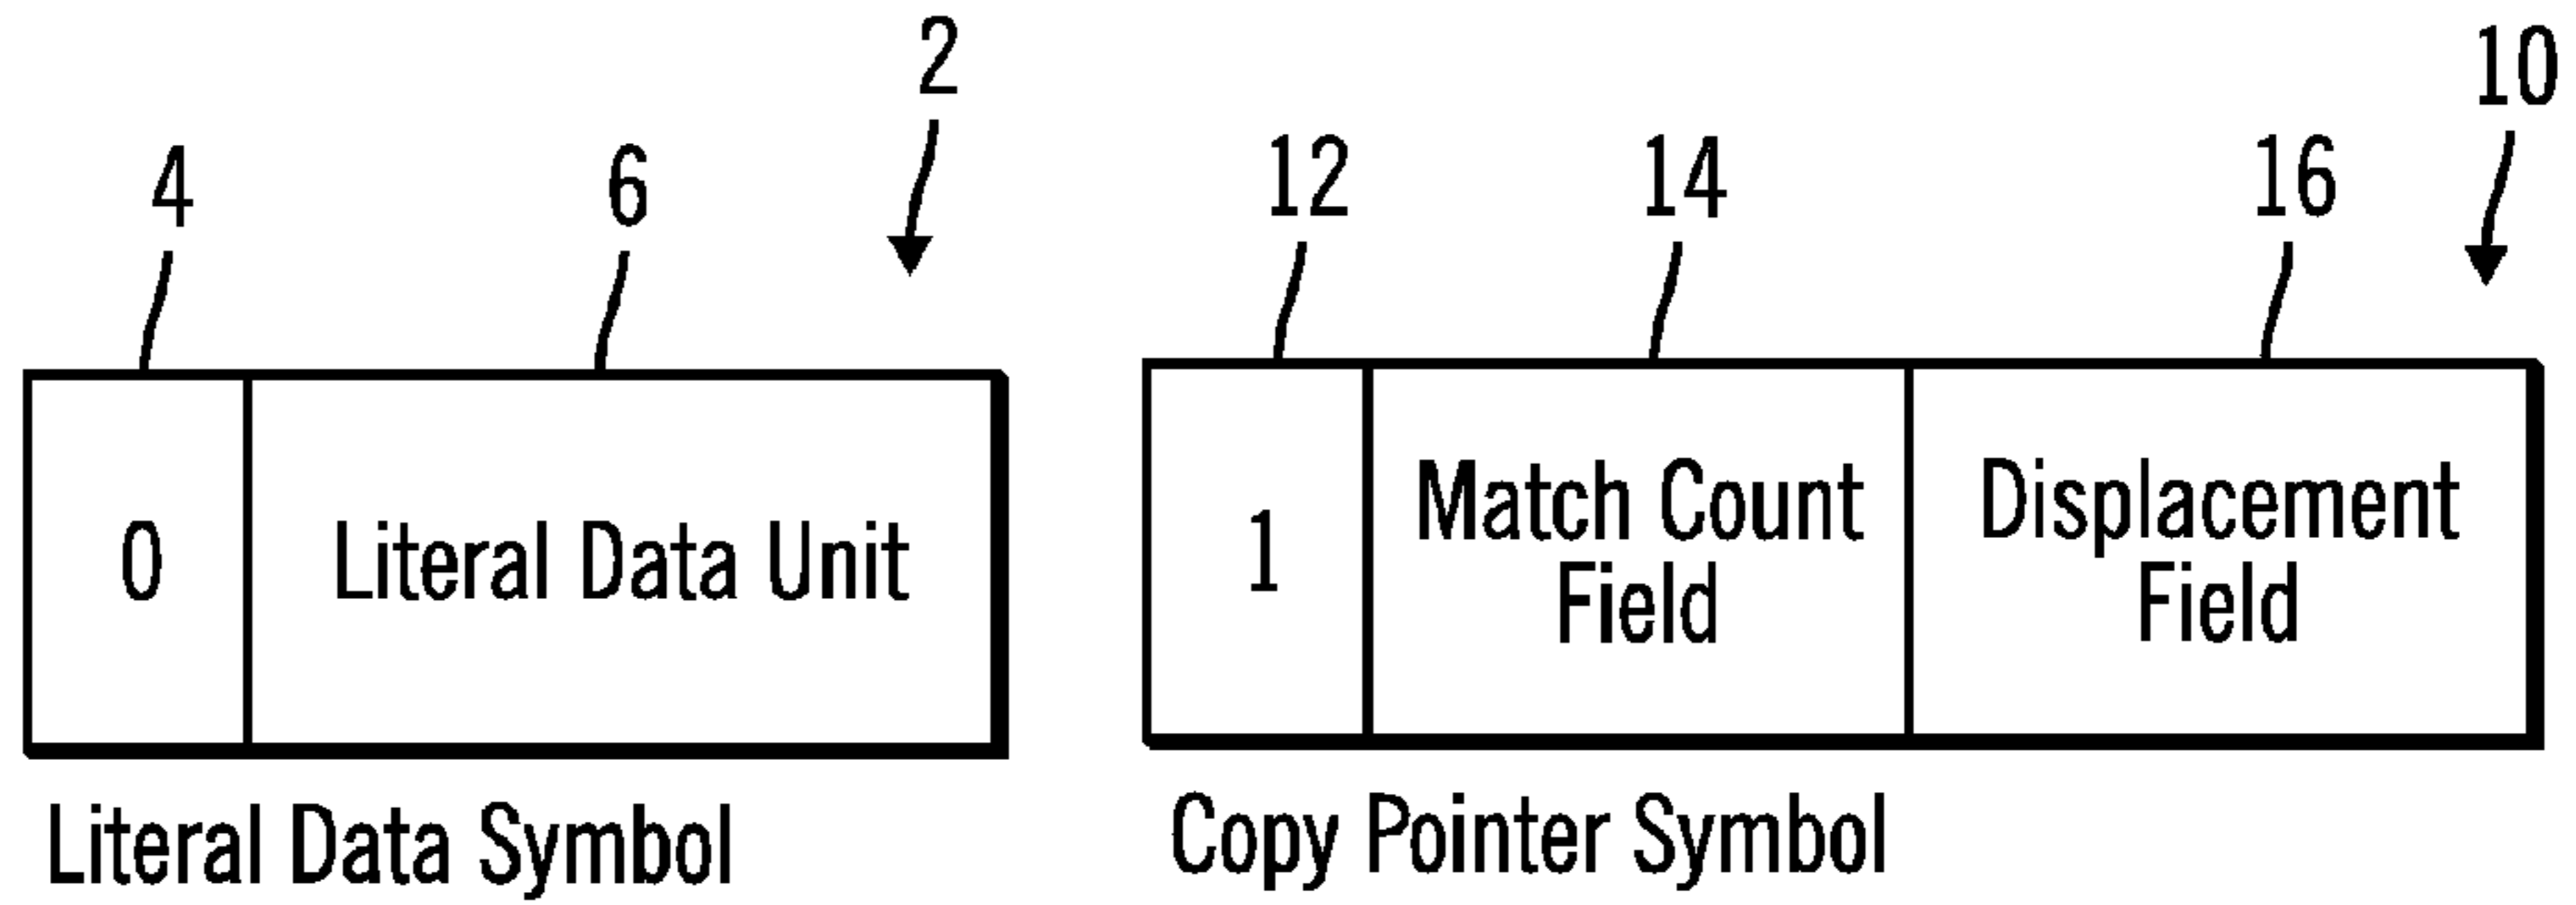 2
4
6
0
Literal Data Unit
Literal Data Symbol
10
12
14
16
1
Match Count
Field
Displacement
Field
Copy Pointer Symbol